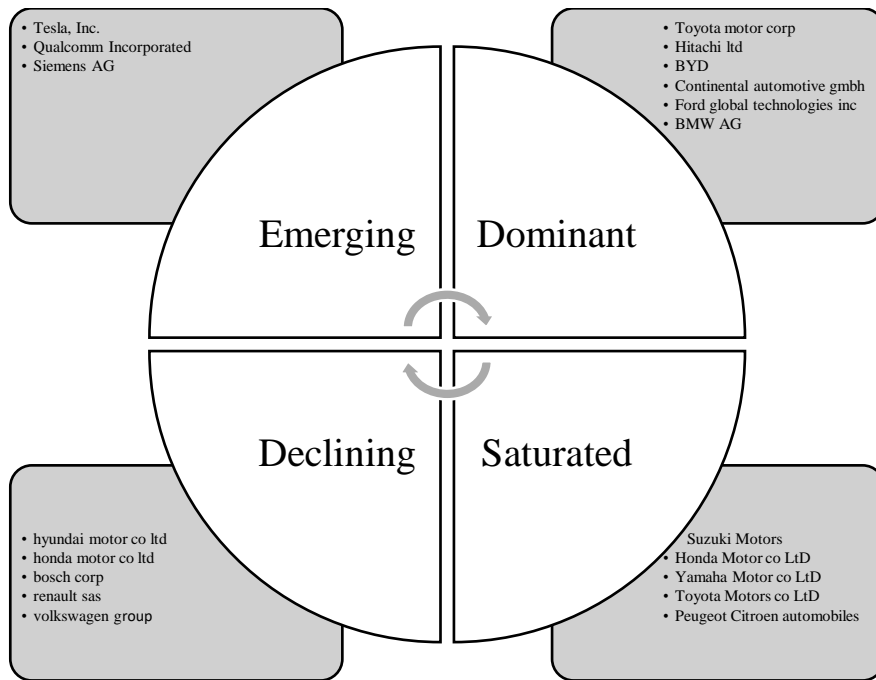 • Tesla, Inc.
• Qualcomm Incorporated
• Siemens AG
• Toyota motor corp
• Hitachi ltd
• BYD
• Continental automotive gmbh
• Ford global technologies inc
• BMW AG
Emerging
Dominant
Declining
Saturated
• hyundai motor co ltd
• honda motor co ltd
• bosch corp
• renault sas
• volkswagen group
Suzuki Motors
• Honda Motor co LtD
• Yamaha Motor co LtD
• Toyota Motors co LtD
• Peugeot Citroen automobiles